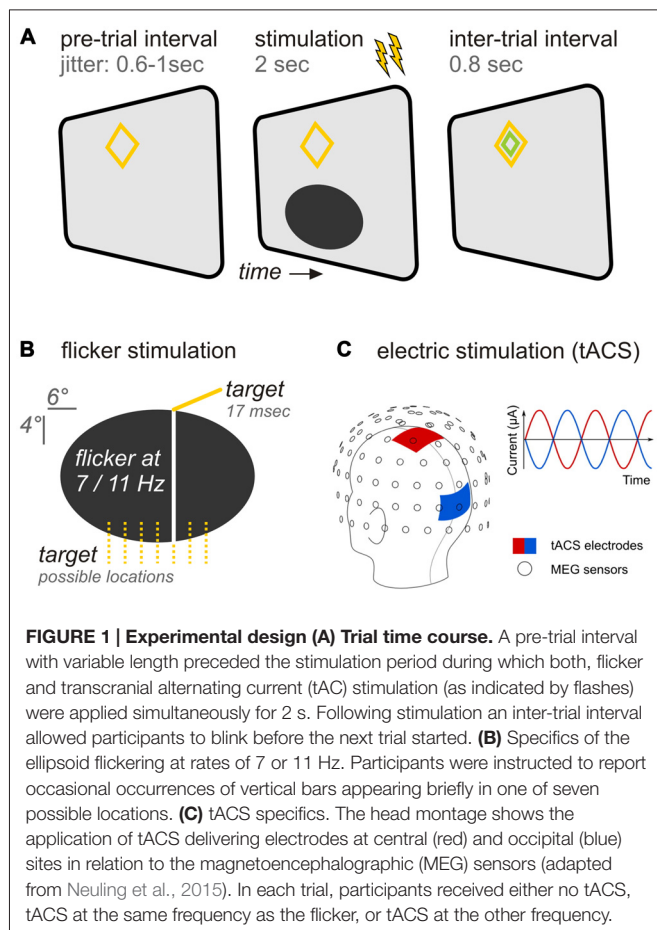 A
pre-trial interval
jitter: 0.6-1sec
stimulation
2 sec
inter-trial interval
0.8 sec
time
B flicker stimulation
6°
4°
target
17 msec
flicker at
7 / 11 Hz
target
possible locations
C electric stimulation (tACS)
Current (µA)
Time
tACS electrodes
MEG sensors
FIGURE 1 | Experimental design (A) Trial time course. A pre-trial interval
with variable length preceded the stimulation period during which both, flicker
and transcranial alternating current (tAC) stimulation (as indicated by flashes)
were applied simultaneously for 2 s. Following stimulation an inter-trial interval
allowed participants to blink before the next trial started. (B) Specifics of the
ellipsoid flickering at rates of 7 or 11 Hz. Participants were instructed to report
occasional occurrences of vertical bars appearing briefly in one of seven
possible locations. (C) tACS specifics. The head montage shows the
application of tACS delivering electrodes at central (red) and occipital (blue)
sites in relation to the magnetoencephalographic (MEG) sensors (adapted
from Neuling et al., 2015). In each trial, participants received either no tACS,
tACS at the same frequency as the flicker, or tACS at the other frequency.